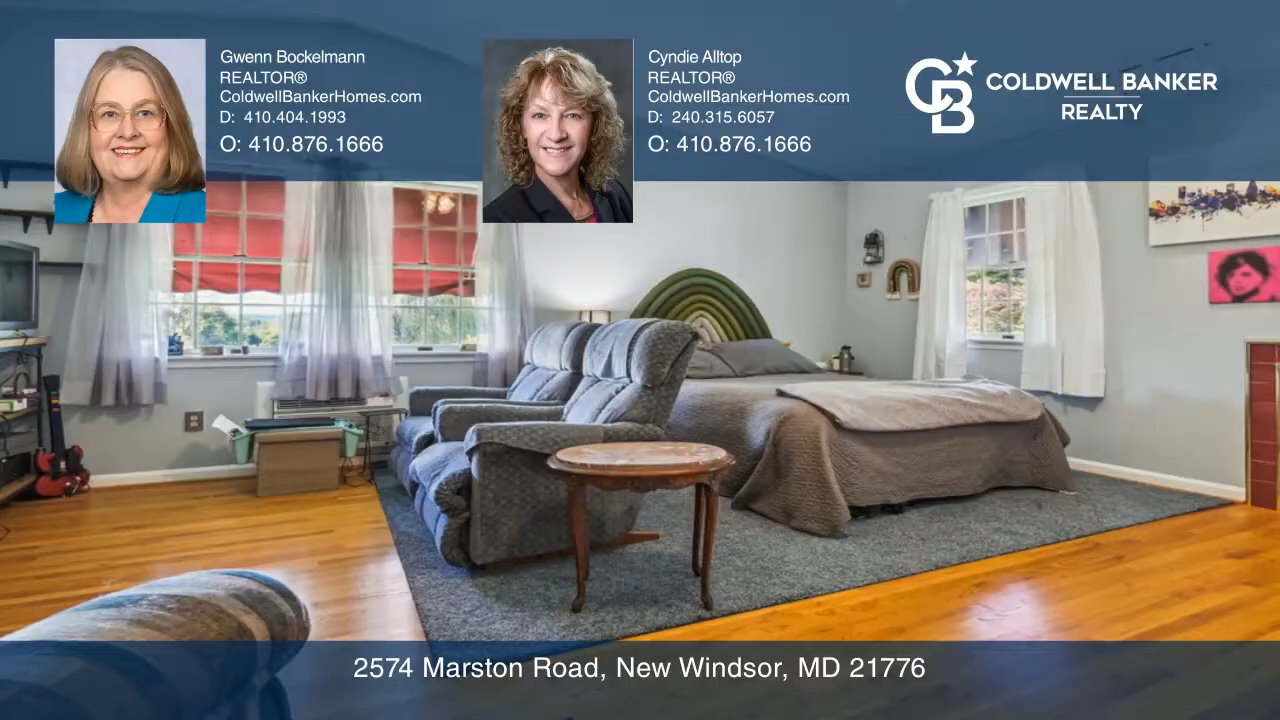 Gwenn Bockelmann
REALTOR®
ColdwellBankerHomes.com
D: 410.404.1993
O: 410.876.1666
Cyndie Alltop
REALTOR®
ColdwellBankerHomes.com
D: 240.315.6057
O: 410.876.1666
CB
COLDWELL BANKER
REALTY
2574 Marston Road, New Windsor, MD 21776